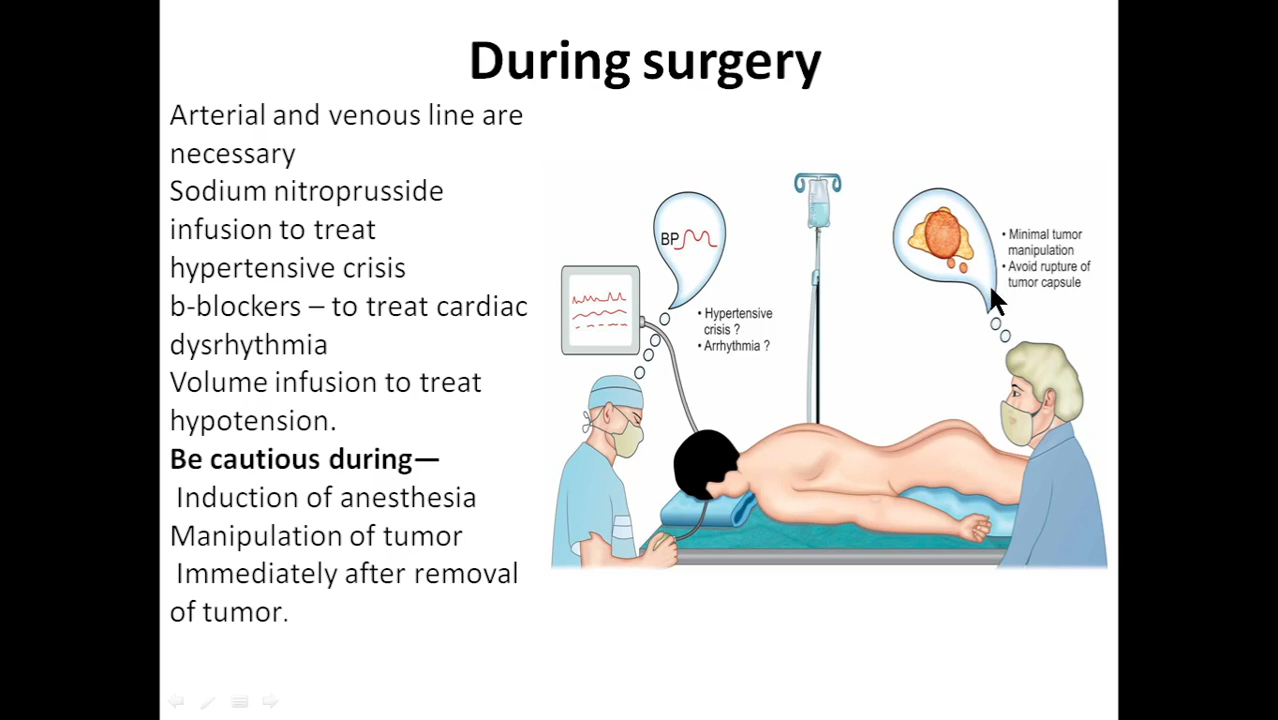 During surgery
Arterial and venous line are
necessary
Sodium nitroprusside
infusion to treat
hypertensive crisis
b-blockers – to treat cardiac
dysrhythmia
Volume infusion to treat
hypotension.
Be cautious during—
Induction of anesthesia
Manipulation of tumor
Immediately after removal
of tumor.
BP
• Hypertensive
crisis ?
• Arrhythmia ?
• Minimal tumor
manipulation
• Avoid rupture of
tumor capsule